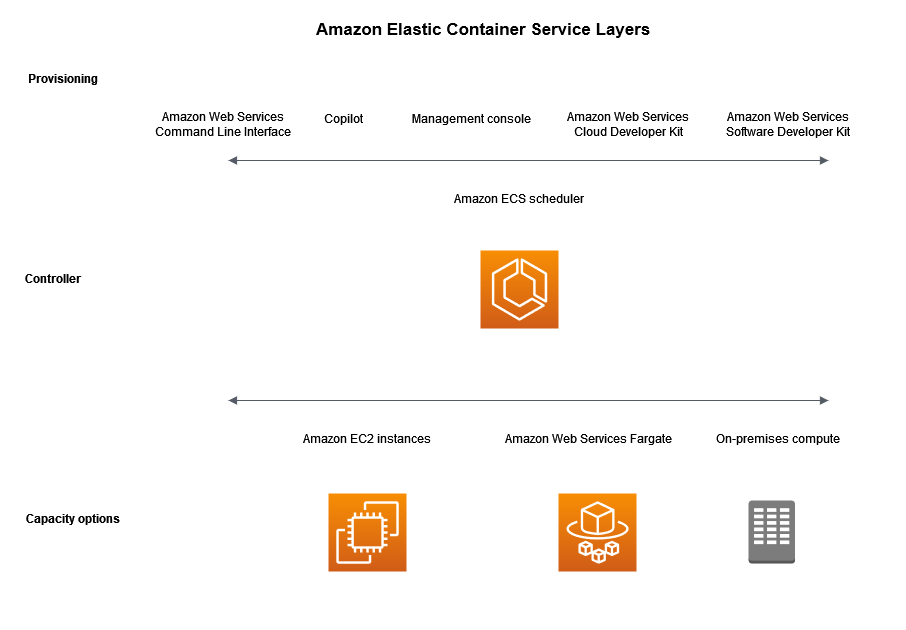 Amazon Elastic Container Service Layers
Provisioning
Amazon Web Services
Command Line Interface
Copilot
Management console
Amazon Web Services
Cloud Developer Kit
Amazon Web Services
Software Developer Kit
Amazon ECS scheduler
Controller
Amazon EC2 instances
Amazon Web Services Fargate
On-premises compute
Capacity options